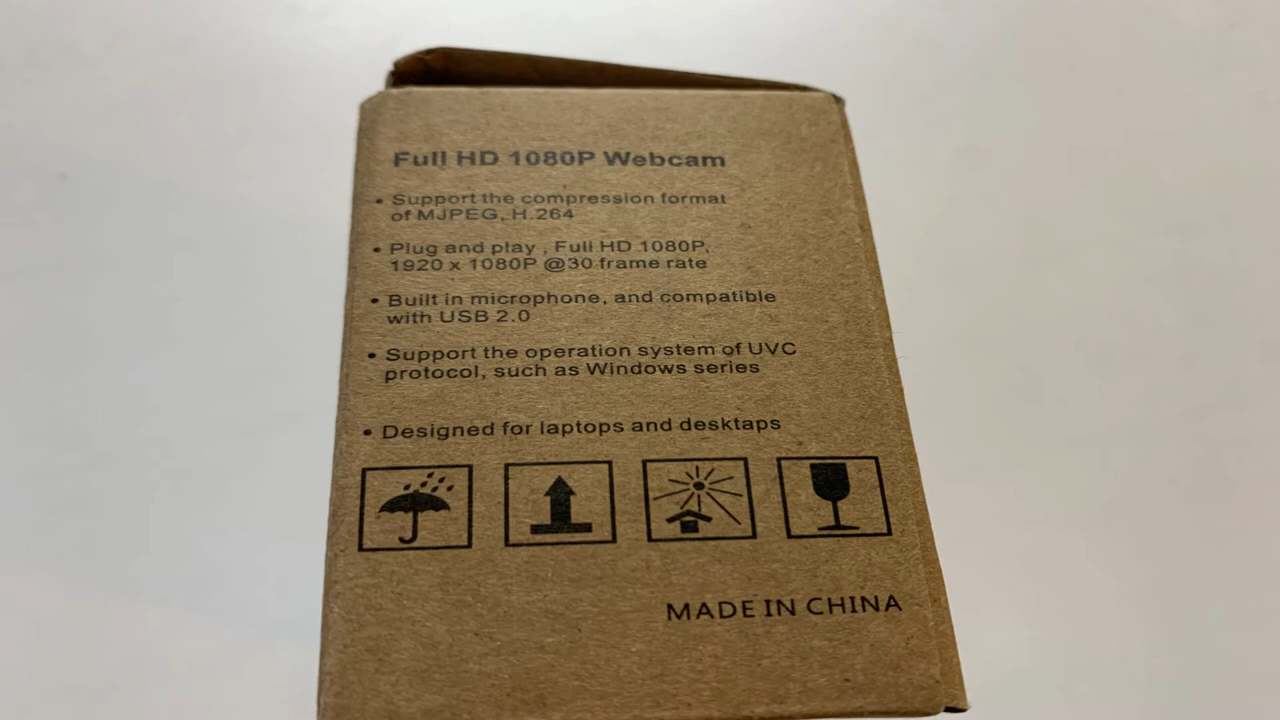 Full HD 1080P Webcam
• Support the compression format
of MJPEG, H.264
• Plug and play , Full HD 1080P,
1920 x 1080P @30 frame rate
• Built in microphone, and compatible
with USB 2.0
• Support the operation system of UVC
protocol, such as Windows series
• Designed for laptops and desktaps
MADE IN CHINA